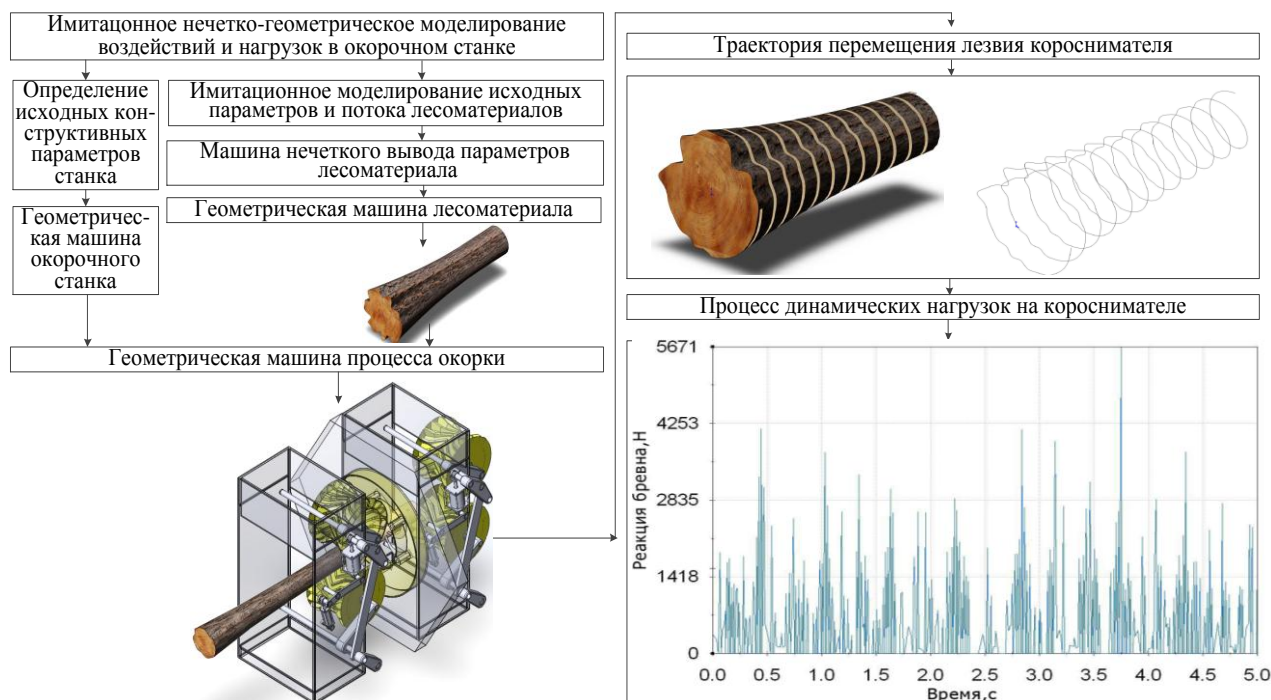 Имитацонное нечетко-геометрическое моделирование
воздействий и нагрузок в окорочном станке
Определение
исходных кон-
структивных
параметров
станка
Геометричес-
кая машина
окорочного
станка
Имитационное моделирование исходных
параметров и потока лесоматериалов
Машина нечеткого вывода параметров
лесоматериала
Геометрическая машина лесоматериала
Геометрическая машина процесса окорки
Траектория перемещения лезвия короснимателя
Процесс динамических нагрузок на короснимателе
Реакция бревна,Н
5671
4253
2835
1418
0
0.0 0.5 1.0 1.5 2.0 2.5 3.0 3.5 4.0 4.5 5.0
Время,с